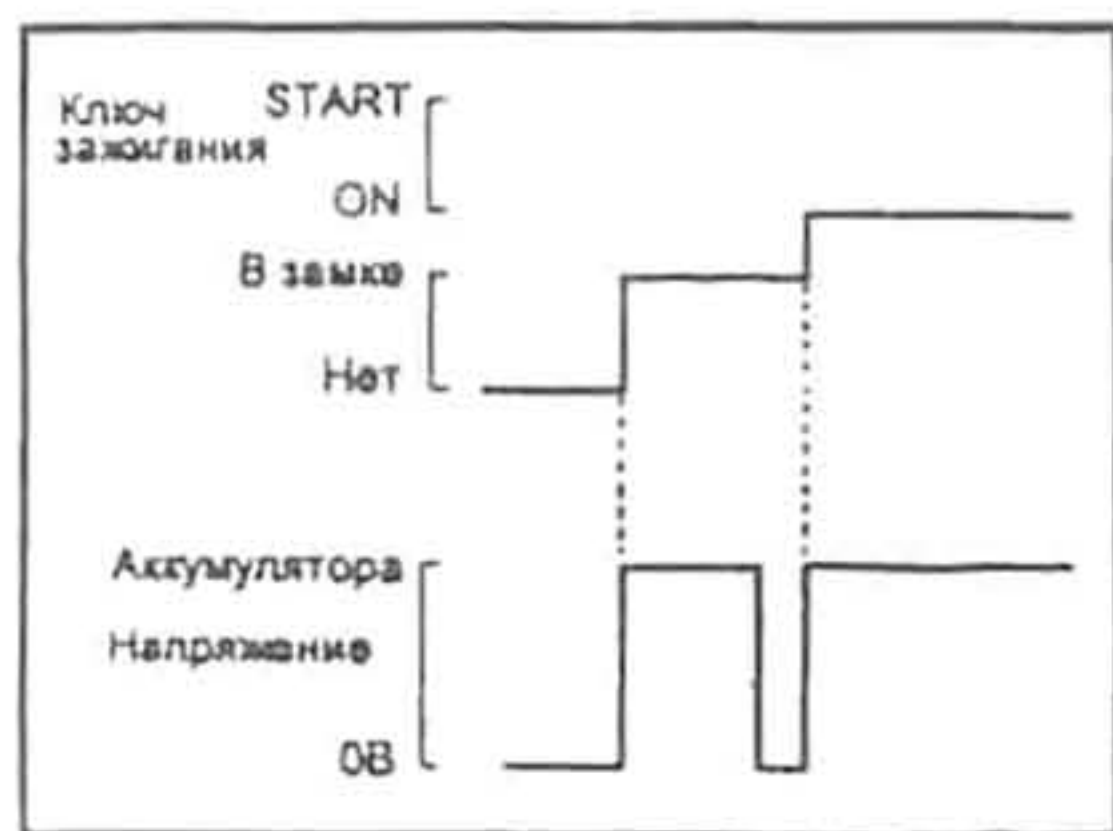 Ключ START
зажигания
ON
В замке
Нет
Аккумулятора
Напряжение
0В